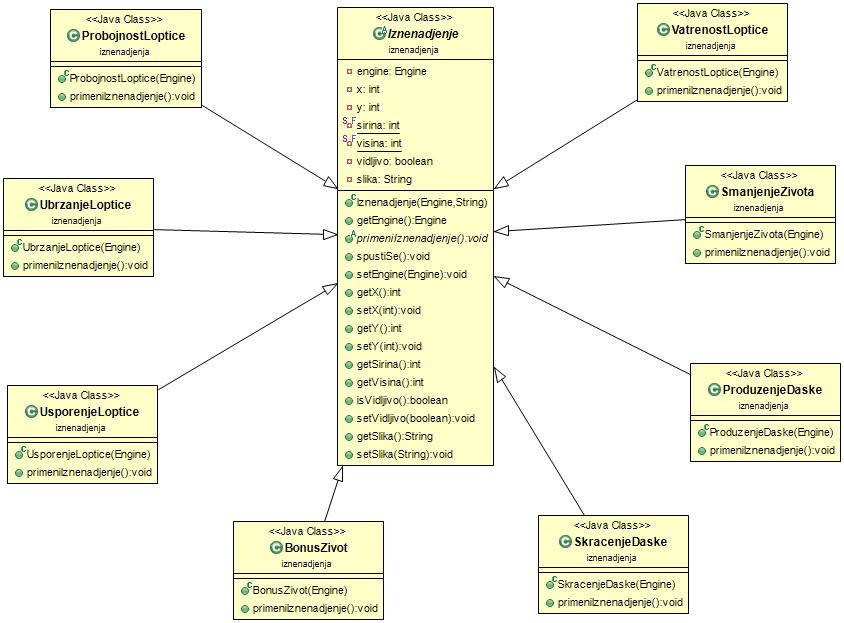 <<Java Class>>
ProbojnostLoptice
iznenadjenja
ProbojnostLoptice(Engine)
primeniIznenadjenje():void
<<Java Class>>
Iznenadjenje
iznenadjenja
engine: Engine
x: int
y: int
sirina: int
visina: int
vidljivo: boolean
slika: String
Iznenadjenje(Engine,String)
getEngine():Engine
primeniIznenadjenje():void
spustiSe():void
setEngine(Engine):void
getX():int
setX(int):void
getY():int
setY(int):void
getSirina():int
getVisina():int
isVidljivo():boolean
setVidljivo(boolean):void
getSlika():String
setSlika(String):void
<<Java Class>>
VatrenostLoptice
iznenadjenja
VatrenostLoptice(Engine)
primeniIznenadjenje():void
<<Java Class>>
UbrzanjeLoptice
iznenadjenja
UbrzanjeLoptice(Engine)
primeniIznenadjenje():void
<<Java Class>>
SmanjenjeZivota
iznenadjenja
SmanjenjeZivota(Engine)
primeniIznenadjenje():void
<<Java Class>>
UsporenjeLoptice
iznenadjenja
UsporenjeLoptice(Engine)
primeniIznenadjenje():void
<<Java Class>>
ProduzenjeDaske
iznenadjenja
ProduzenjeDaske(Engine)
primeniIznenadjenje():void
<<Java Class>>
BonusZivot
iznenadjenja
BonusZivot(Engine)
primeniIznenadjenje():void
<<Java Class>>
SkracenjeDaske
iznenadjenja
SkracenjeDaske(Engine)
primeniIznenadjenje():void